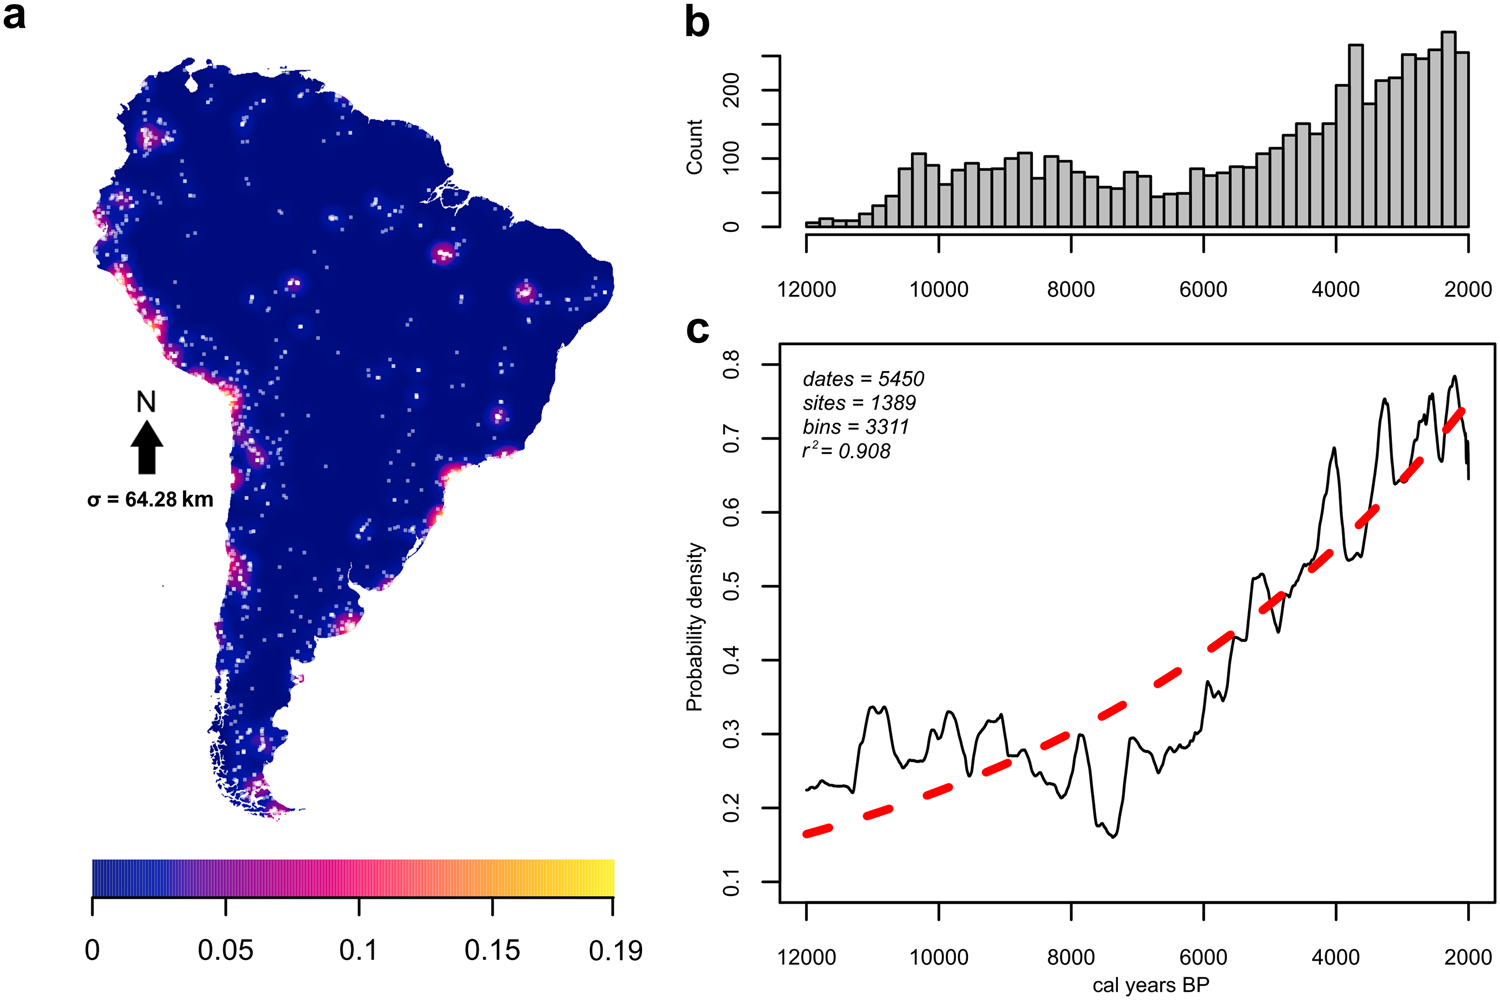 a
N
σ = 64.28 km
0 0.05 0.1 0.15 0.19
b
Count
0 100 200
12000 10000 8000 6000 4000 2000
c
Probability density
0.1 0.2 0.3 0.4 0.5 0.6 0.7 0.8
dates = 5450
sites = 1389
bins = 3311
r² = 0.908
12000 10000 8000 6000 4000 2000
cal years BP